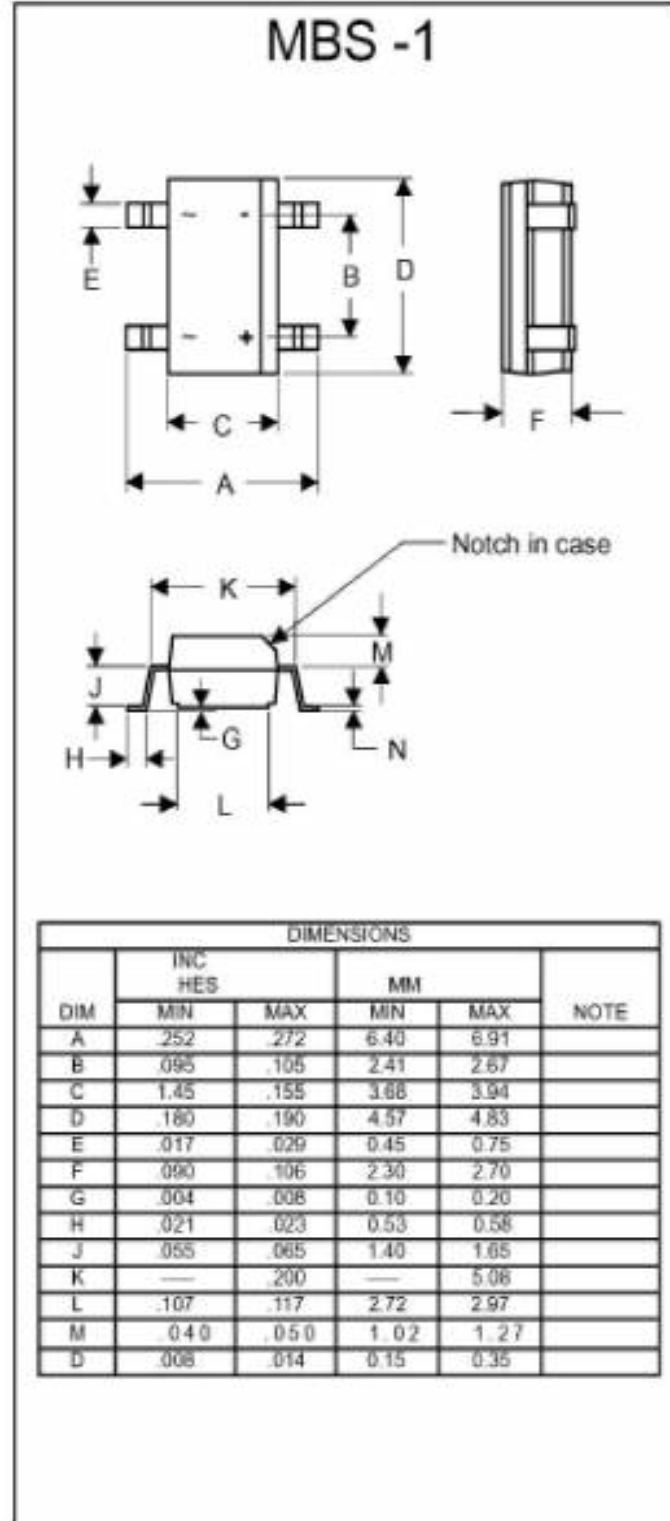 MBS -1
~ -
E
B
D
~ +
F
C
A
Notch in case
K
M
J
G
N
H
L
DIMENSIONS
INC
HES MM
DIM MIN MAX MIN MAX NOTE
A .252 .272 6.40 6.91
B .095 .105 2.41 2.67
C 1.45 .155 3.68 3.94
D .180 .190 4.57 4.83
E .017 .029 0.45 0.75
F .090 .106 2.30 2.70
G .004 .008 0.10 0.20
H .021 .023 0.53 0.58
J .055 .065 1.40 1.65
K ---- .200 ---- 5.08
L .107 .117 2.72 2.97
M .040 .050 1.02 1.27
D .008 .014 0.15 0.35